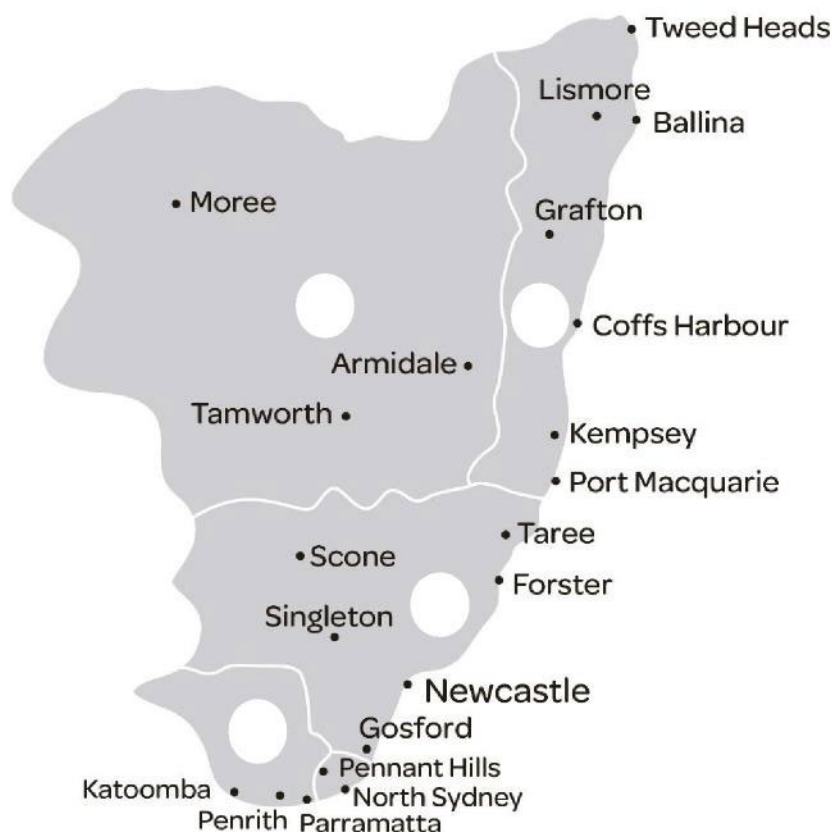 Tweed Heads
Lismore
Ballina
Moree
Grafton
Coffs Harbour
Armidale
Tamworth
Kempsey
Port Macquarie
Taree
Scone
Forster
Singleton
Newcastle
Gosford
Pennant Hills
Katoomba
North Sydney
Penrith
Parramatta